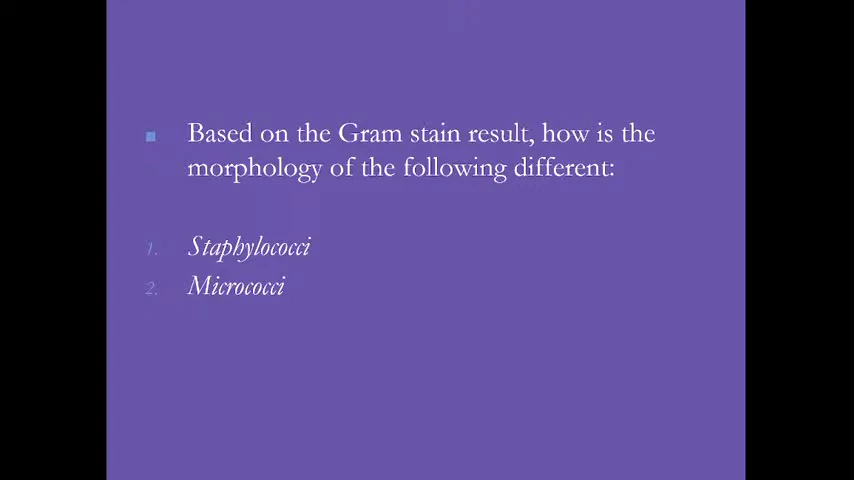 Based on the Gram stain result, how is the
morphology of the following different:
1. Staphylococci
2. Micrococci